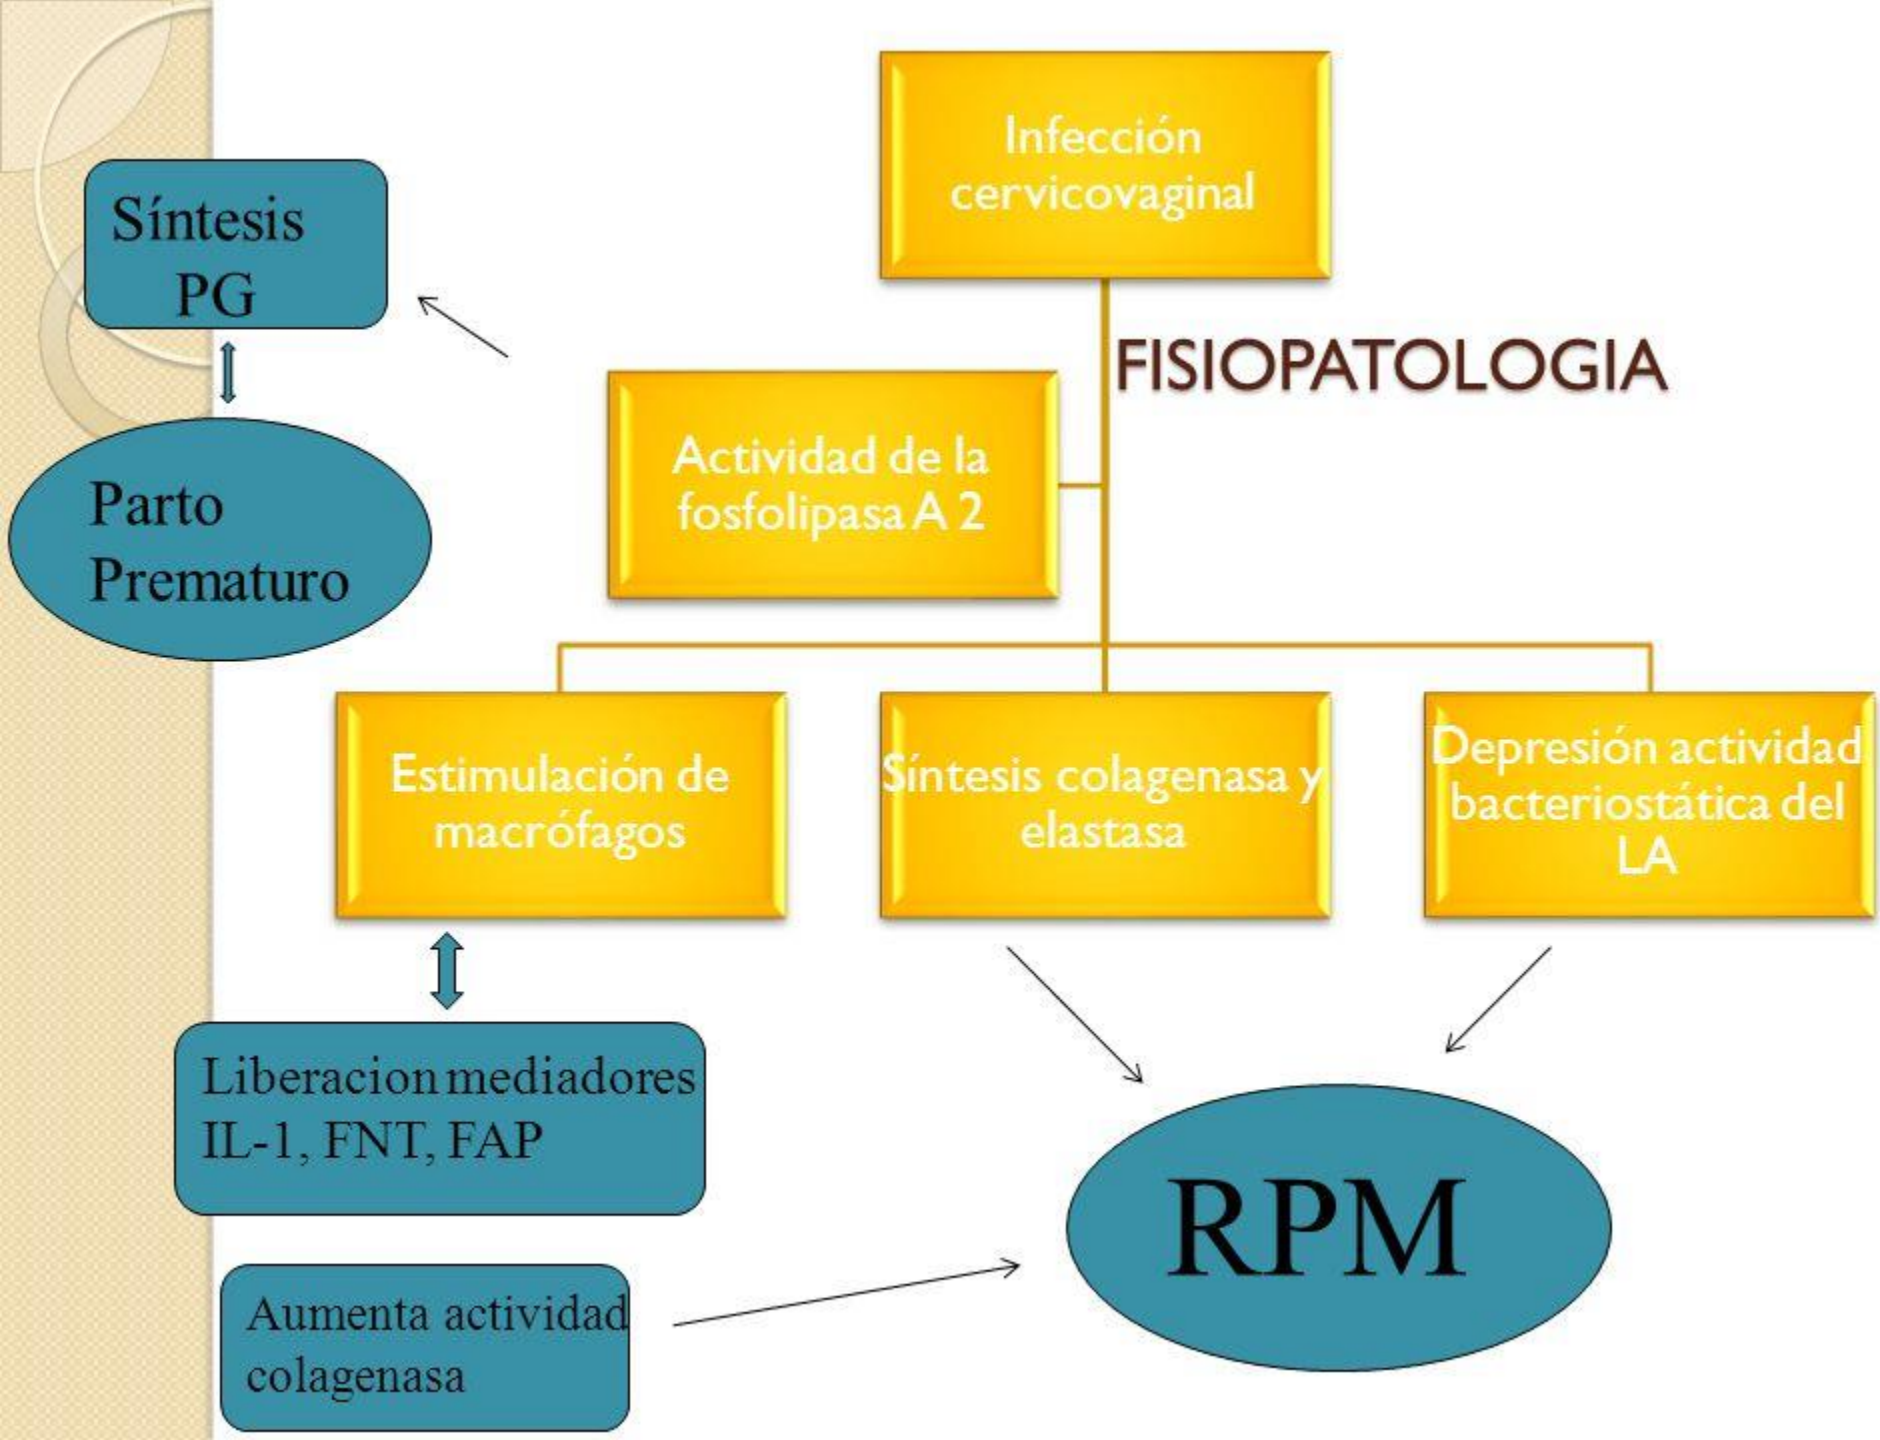 Infección
cervicovaginal
Síntesis
PG
FISIOPATOLOGIA
Actividad de la
fosfolipasa A 2
Parto
Prematuro
Estimulación de
macrófagos
Síntesis colagenasa y
elastasa
Depresión actividad
bacteriostática del
LA
Liberacion mediadores
IL-1, FNT, FAP
RPM
Aumenta actividad
colagenasa